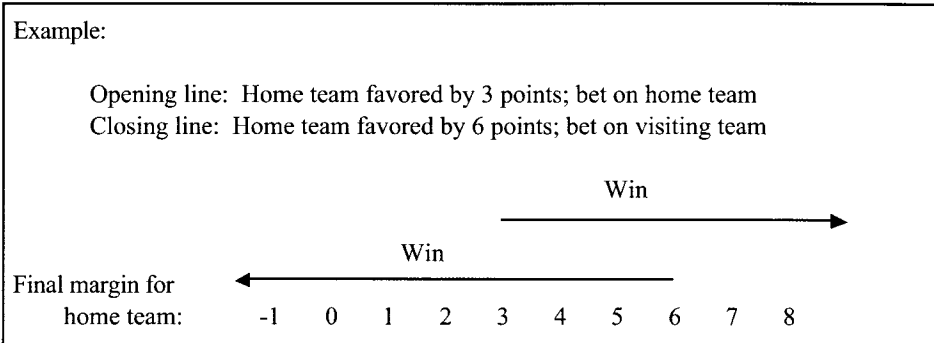 Example:
Opening line: Home team favored by 3 points; bet on home team
Closing line: Home team favored by 6 points; bet on visiting team
Win
Win
Final margin for
home team: -1 0 1 2 3 4 5 6 7 8